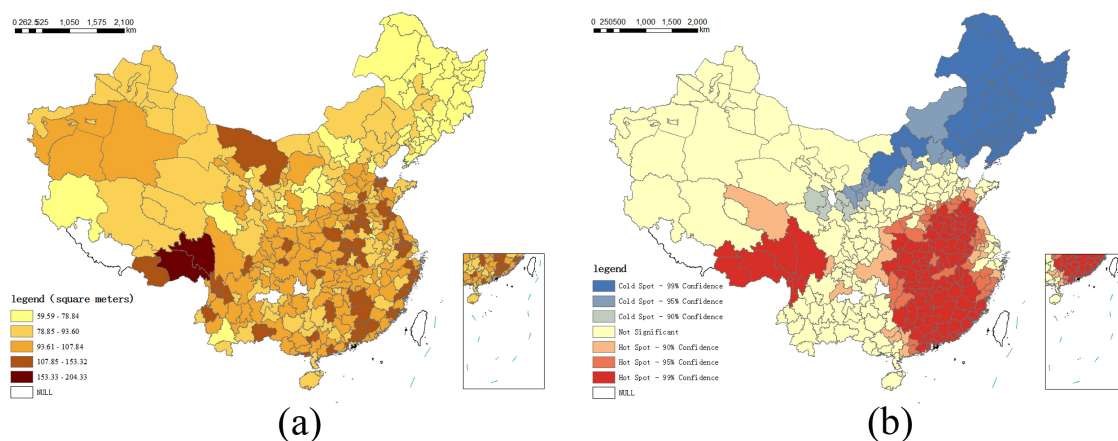 0 262.5525 1,050 1,575 2,100
km
legend (square meters)
59.59 - 78.84
78.85 - 93.60
93.61 - 107.84
107.85 - 153.32
153.33 - 204.33
NULL
(a)
0 250500 1,000 1,500 2,000
km
legend
Cold Spot - 99% Confidence
Cold Spot - 95% Confidence
Cold Spot - 90% Confidence
Not Significant
Hot Spot - 90% Confidence
Hot Spot - 95% Confidence
Hot Spot - 99% Confidence
NULL
(b)